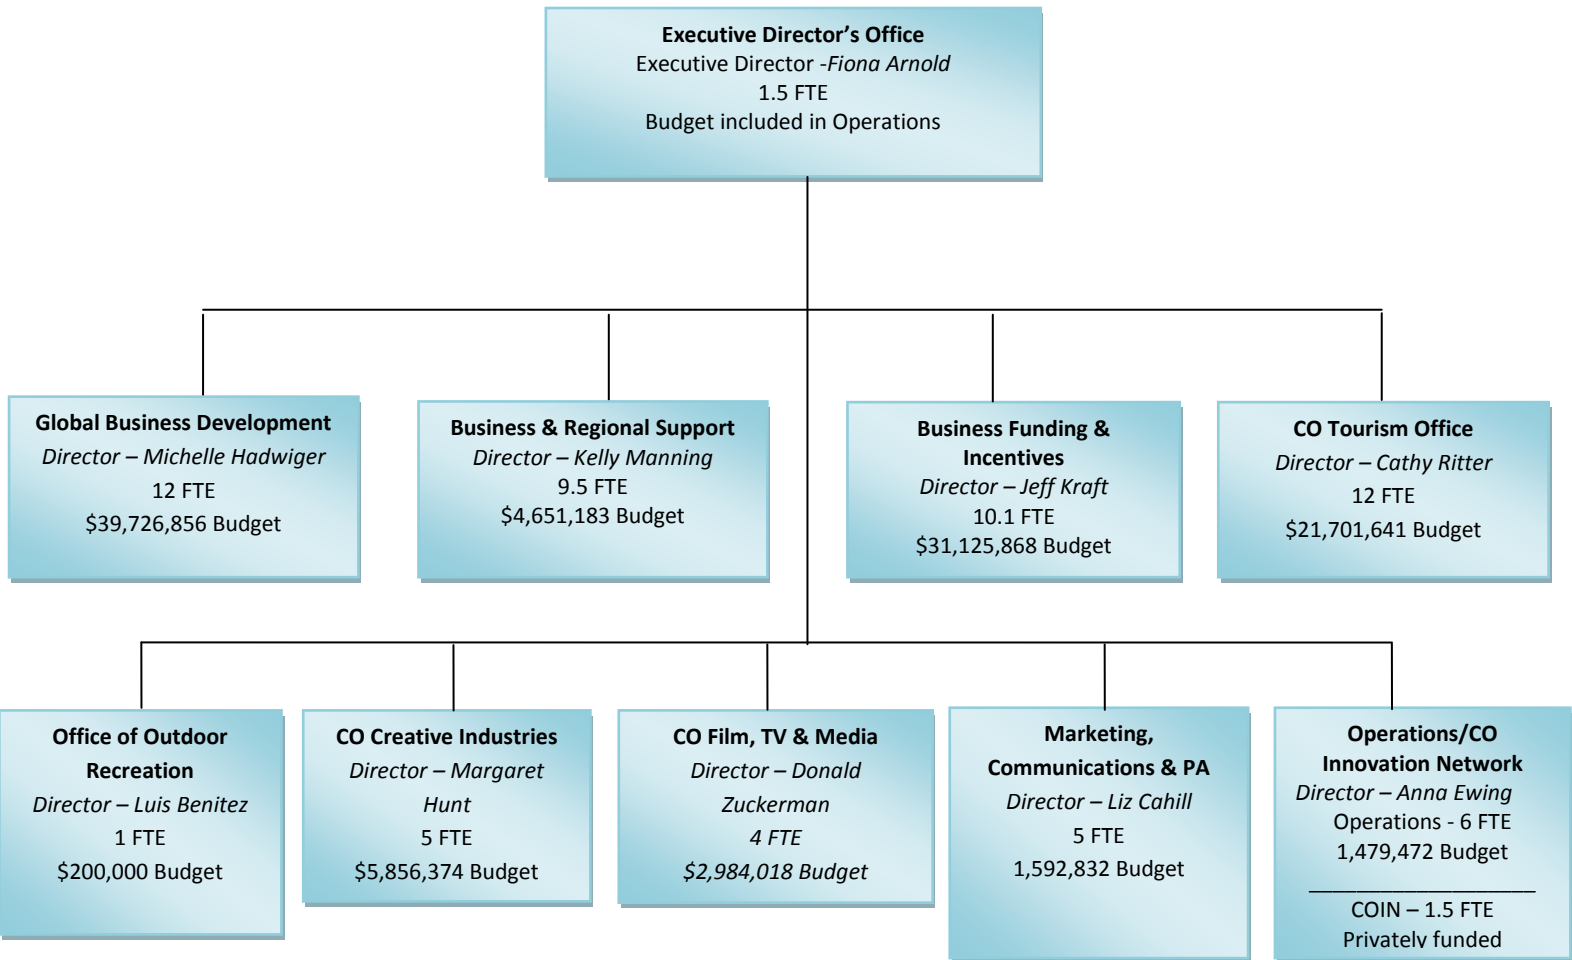 Executive Director’s Office
Executive Director -Fiona Arnold
1.5 FTE
Budget included in Operations
Global Business Development
Director – Michelle Hadwiger
12 FTE
$39,726,856 Budget
Business & Regional Support
Director – Kelly Manning
9.5 FTE
$4,651,183 Budget
Business Funding &
Incentives
Director – Jeff Kraft
10.1 FTE
$31,125,868 Budget
CO Tourism Office
Director – Cathy Ritter
12 FTE
$21,701,641 Budget
Office of Outdoor
Recreation
Director – Luis Benitez
1 FTE
$200,000 Budget
CO Creative Industries
Director – Margaret
Hunt
5 FTE
$5,856,374 Budget
CO Film, TV & Media
Director – Donald
Zuckerman
4 FTE
$2,984,018 Budget
Marketing,
Communications & PA
Director – Liz Cahill
5 FTE
1,592,832 Budget
Operations/CO
Innovation Network
Director – Anna Ewing
Operations - 6 FTE
1,479,472 Budget
COIN – 1.5 FTE
Privately funded